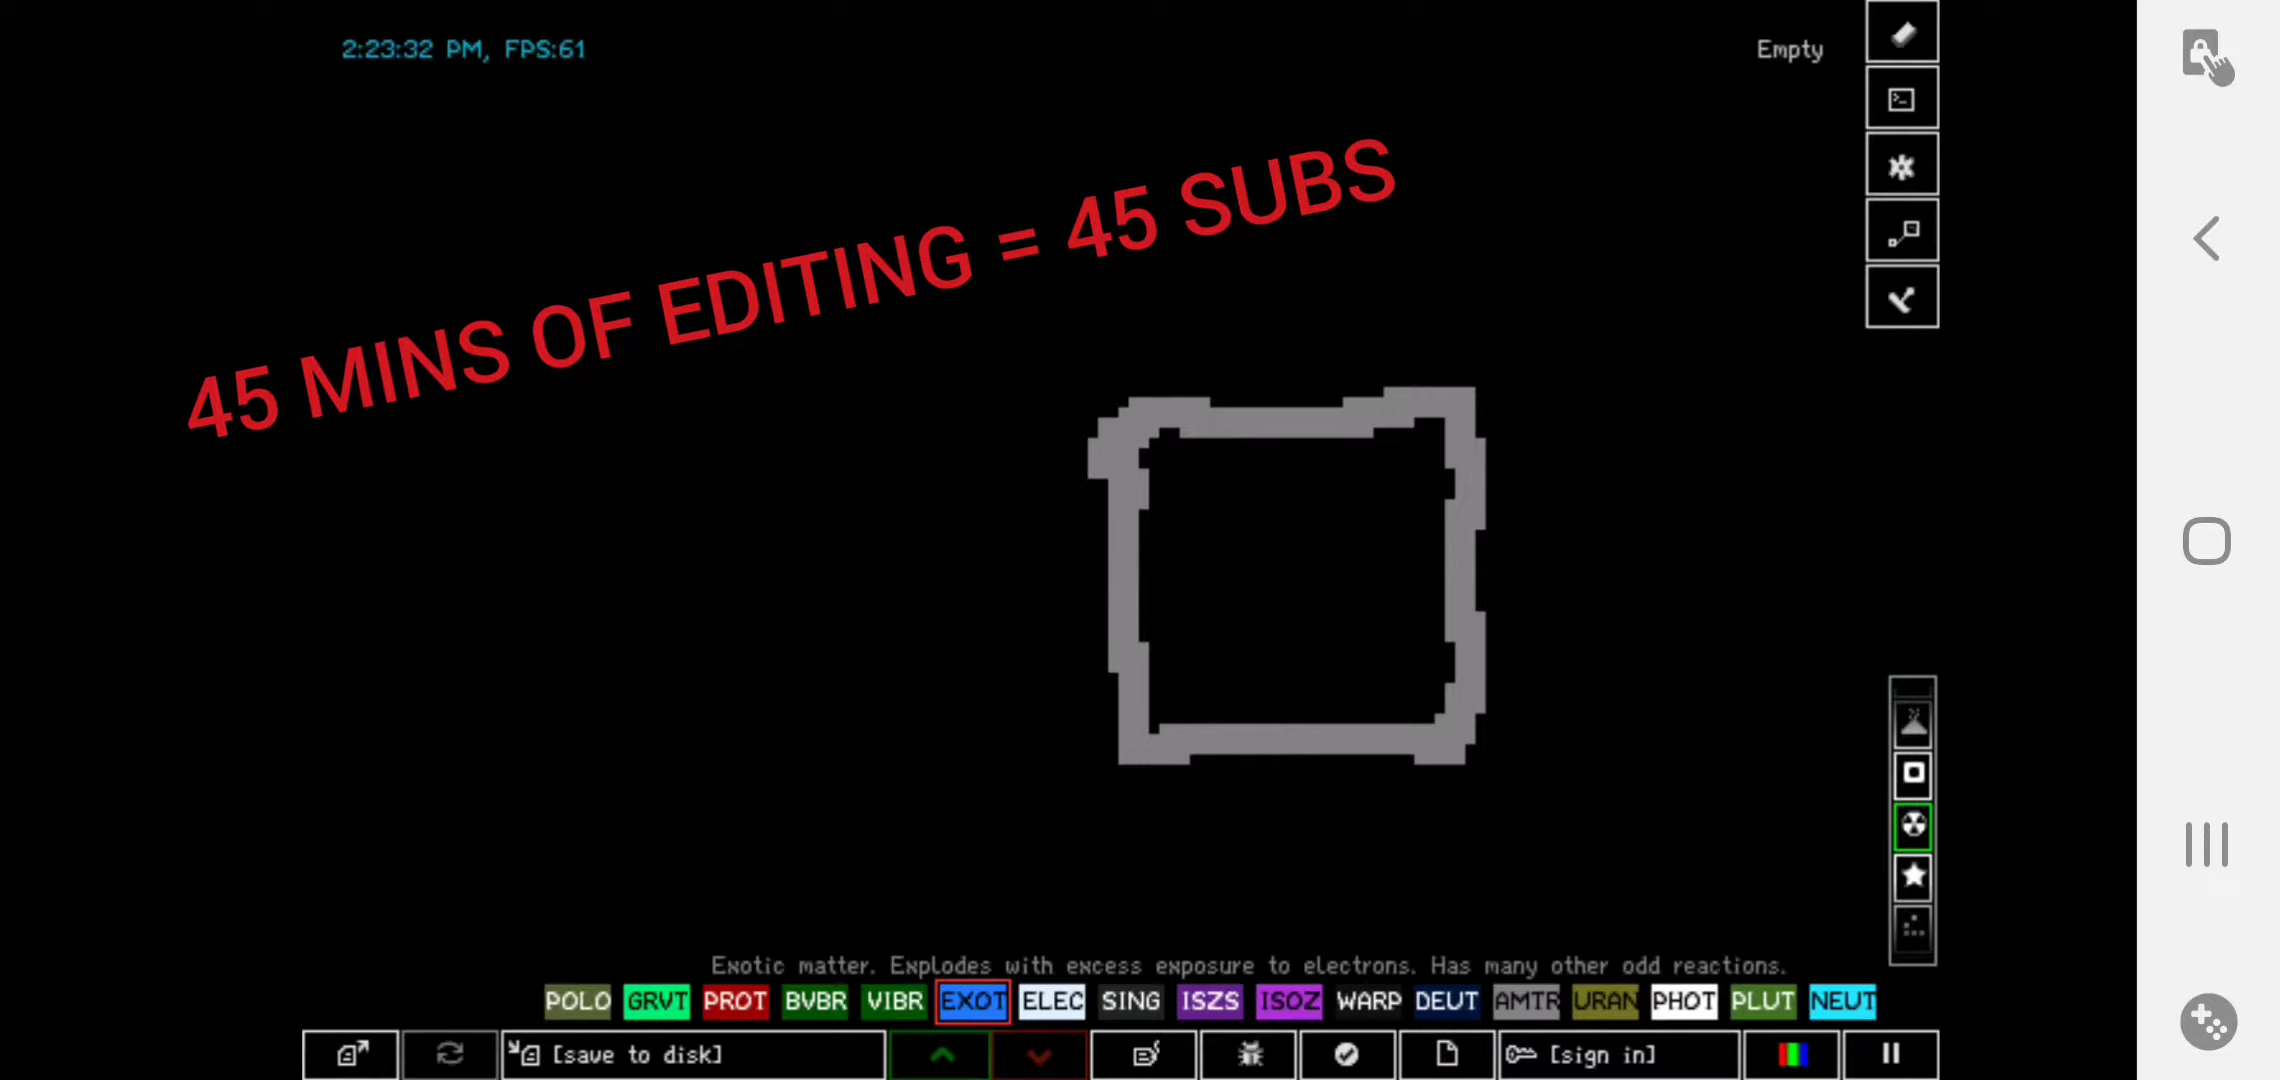 2:23:32 PM, FPS:61
Empty
45 MINS OF EDITING = 45 SUBS
Exotic matter. Explodes with excess exposure to electrons. Has many other odd reactions.
POLO GRVT PROT BVBR VIBR EXOT ELEC SING ISZS ISOZ WARP DEUT AMTR URAN PHOT PLUT NEUT
[save to disk] [sign in]